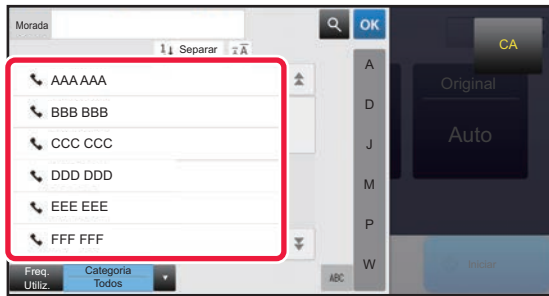 Morada
OK
CA
Separar
A
AAA AAA
BBB BBB
CCC CCC
DDD DDD
EEE EEE
FFF FFF
A
D
J
M
P
W
Original
Auto
Freq.
Utiliz.
Categoria
Todos
ABC
Iniciar